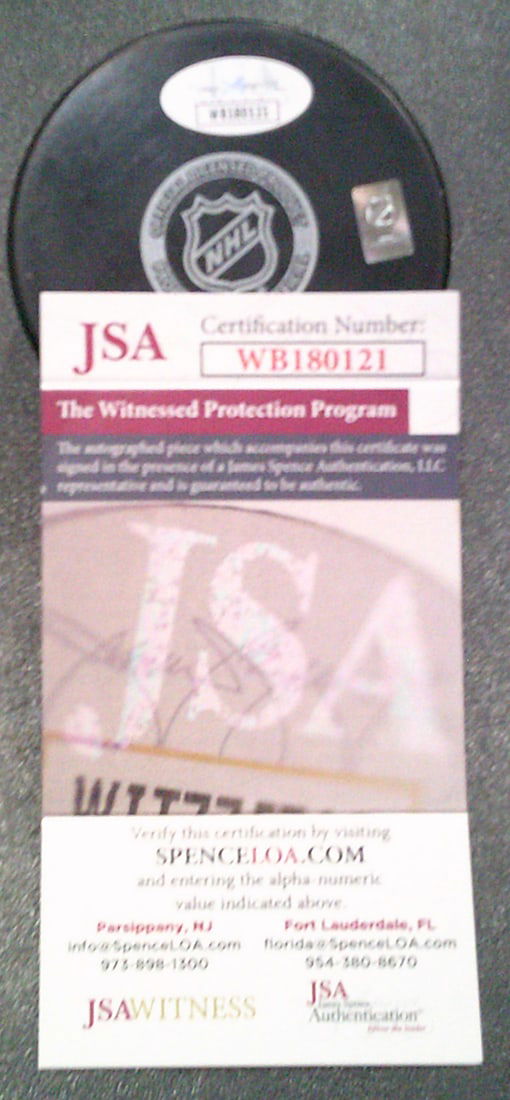 WB180121
NHL
JSA
Certification Number:
WB180121
The Witnessed Protection Program
The autographed piece which accompanies this certificate was
signed in the presence of a James Spence Authentication, LLC
representative and is guaranteed to be authentic.
JSA
Verify this certification by visiting
SPENCELOA.COM
and entering the alpha-numeric
value indicated above.
Parsippany, NJ
info@SpenceLOA.com
973-898-1300
Fort Lauderdale, FL
florida@SpenceLOA.com
954-380-8670
JSAWITNESS
JSA
James Spence
Authentication